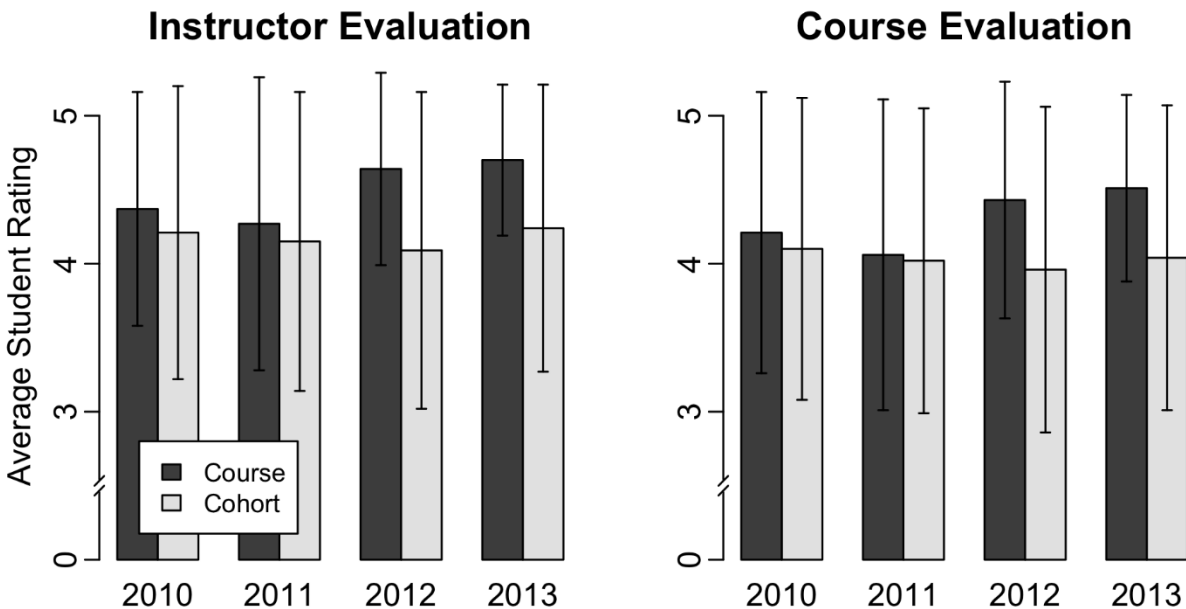 Instructor Evaluation
Average Student Rating
5
4
3
0
Course
Cohort
2010 2011 2012 2013
Course Evaluation
5
4
3
0
2010 2011 2012 2013